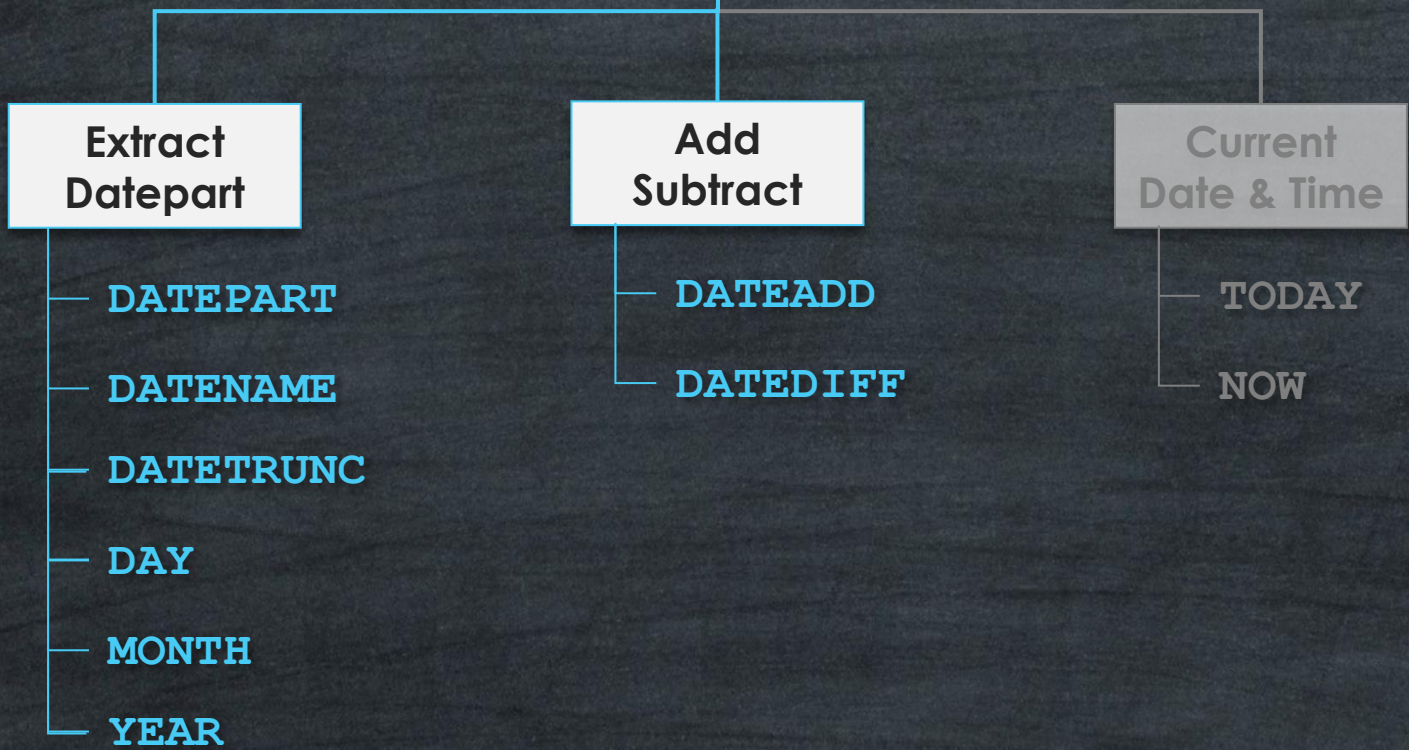 Extract
Datepart
DATEPART
DATENAME
DATETRUNC
DAY
MONTH
YEAR
Add
Subtract
DATEADD
DATEDIFF
Current
Date & Time
TODAY
NOW